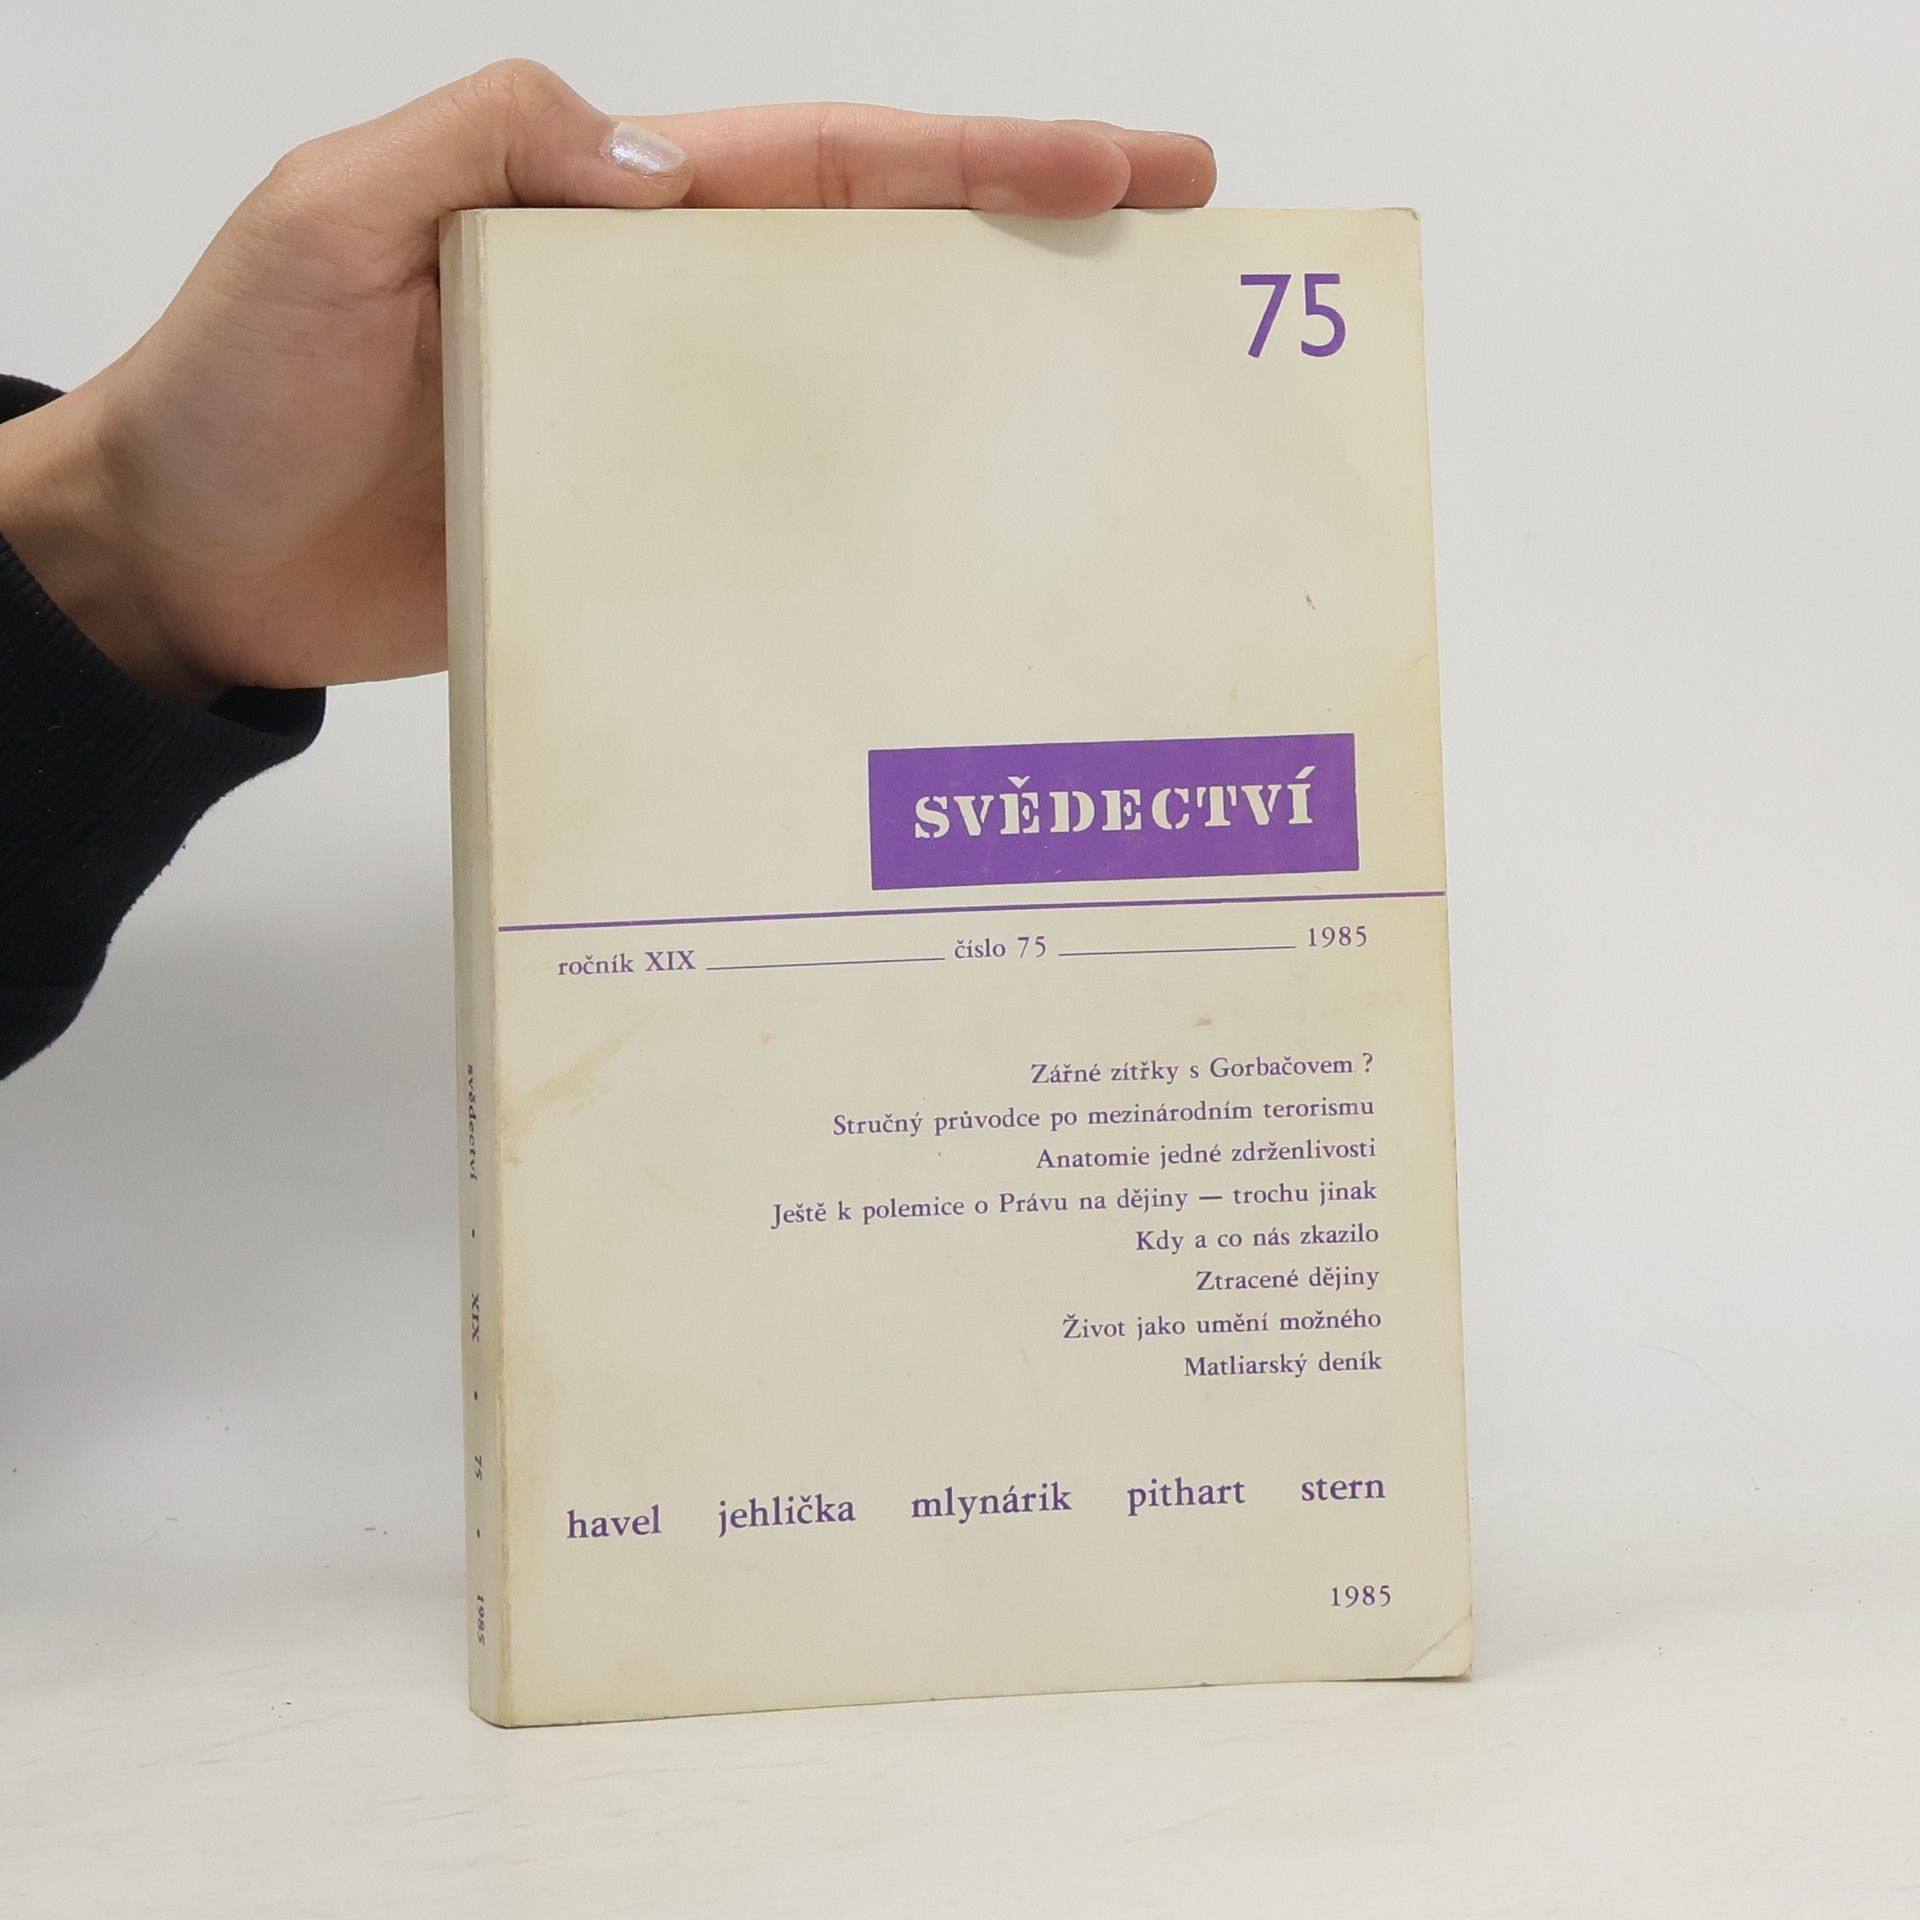 75
SVĚDECTVÍ
ročník XIX číslo 75 1985
Zářné zítřky s Gorbačovem ?
Stručný průvodce po mezinárodním terorismu
Anatomie jedné zdrženlivosti
Ještě k polemice o Právu na dějiny — trochu jinak
Kdy a co nás zkazilo
Ztracené dějiny
Život jako umění možného
Matliarský deník
havel jehlička mlynárik pithart stern
1985
svědectví • XIX • 75 • 1985